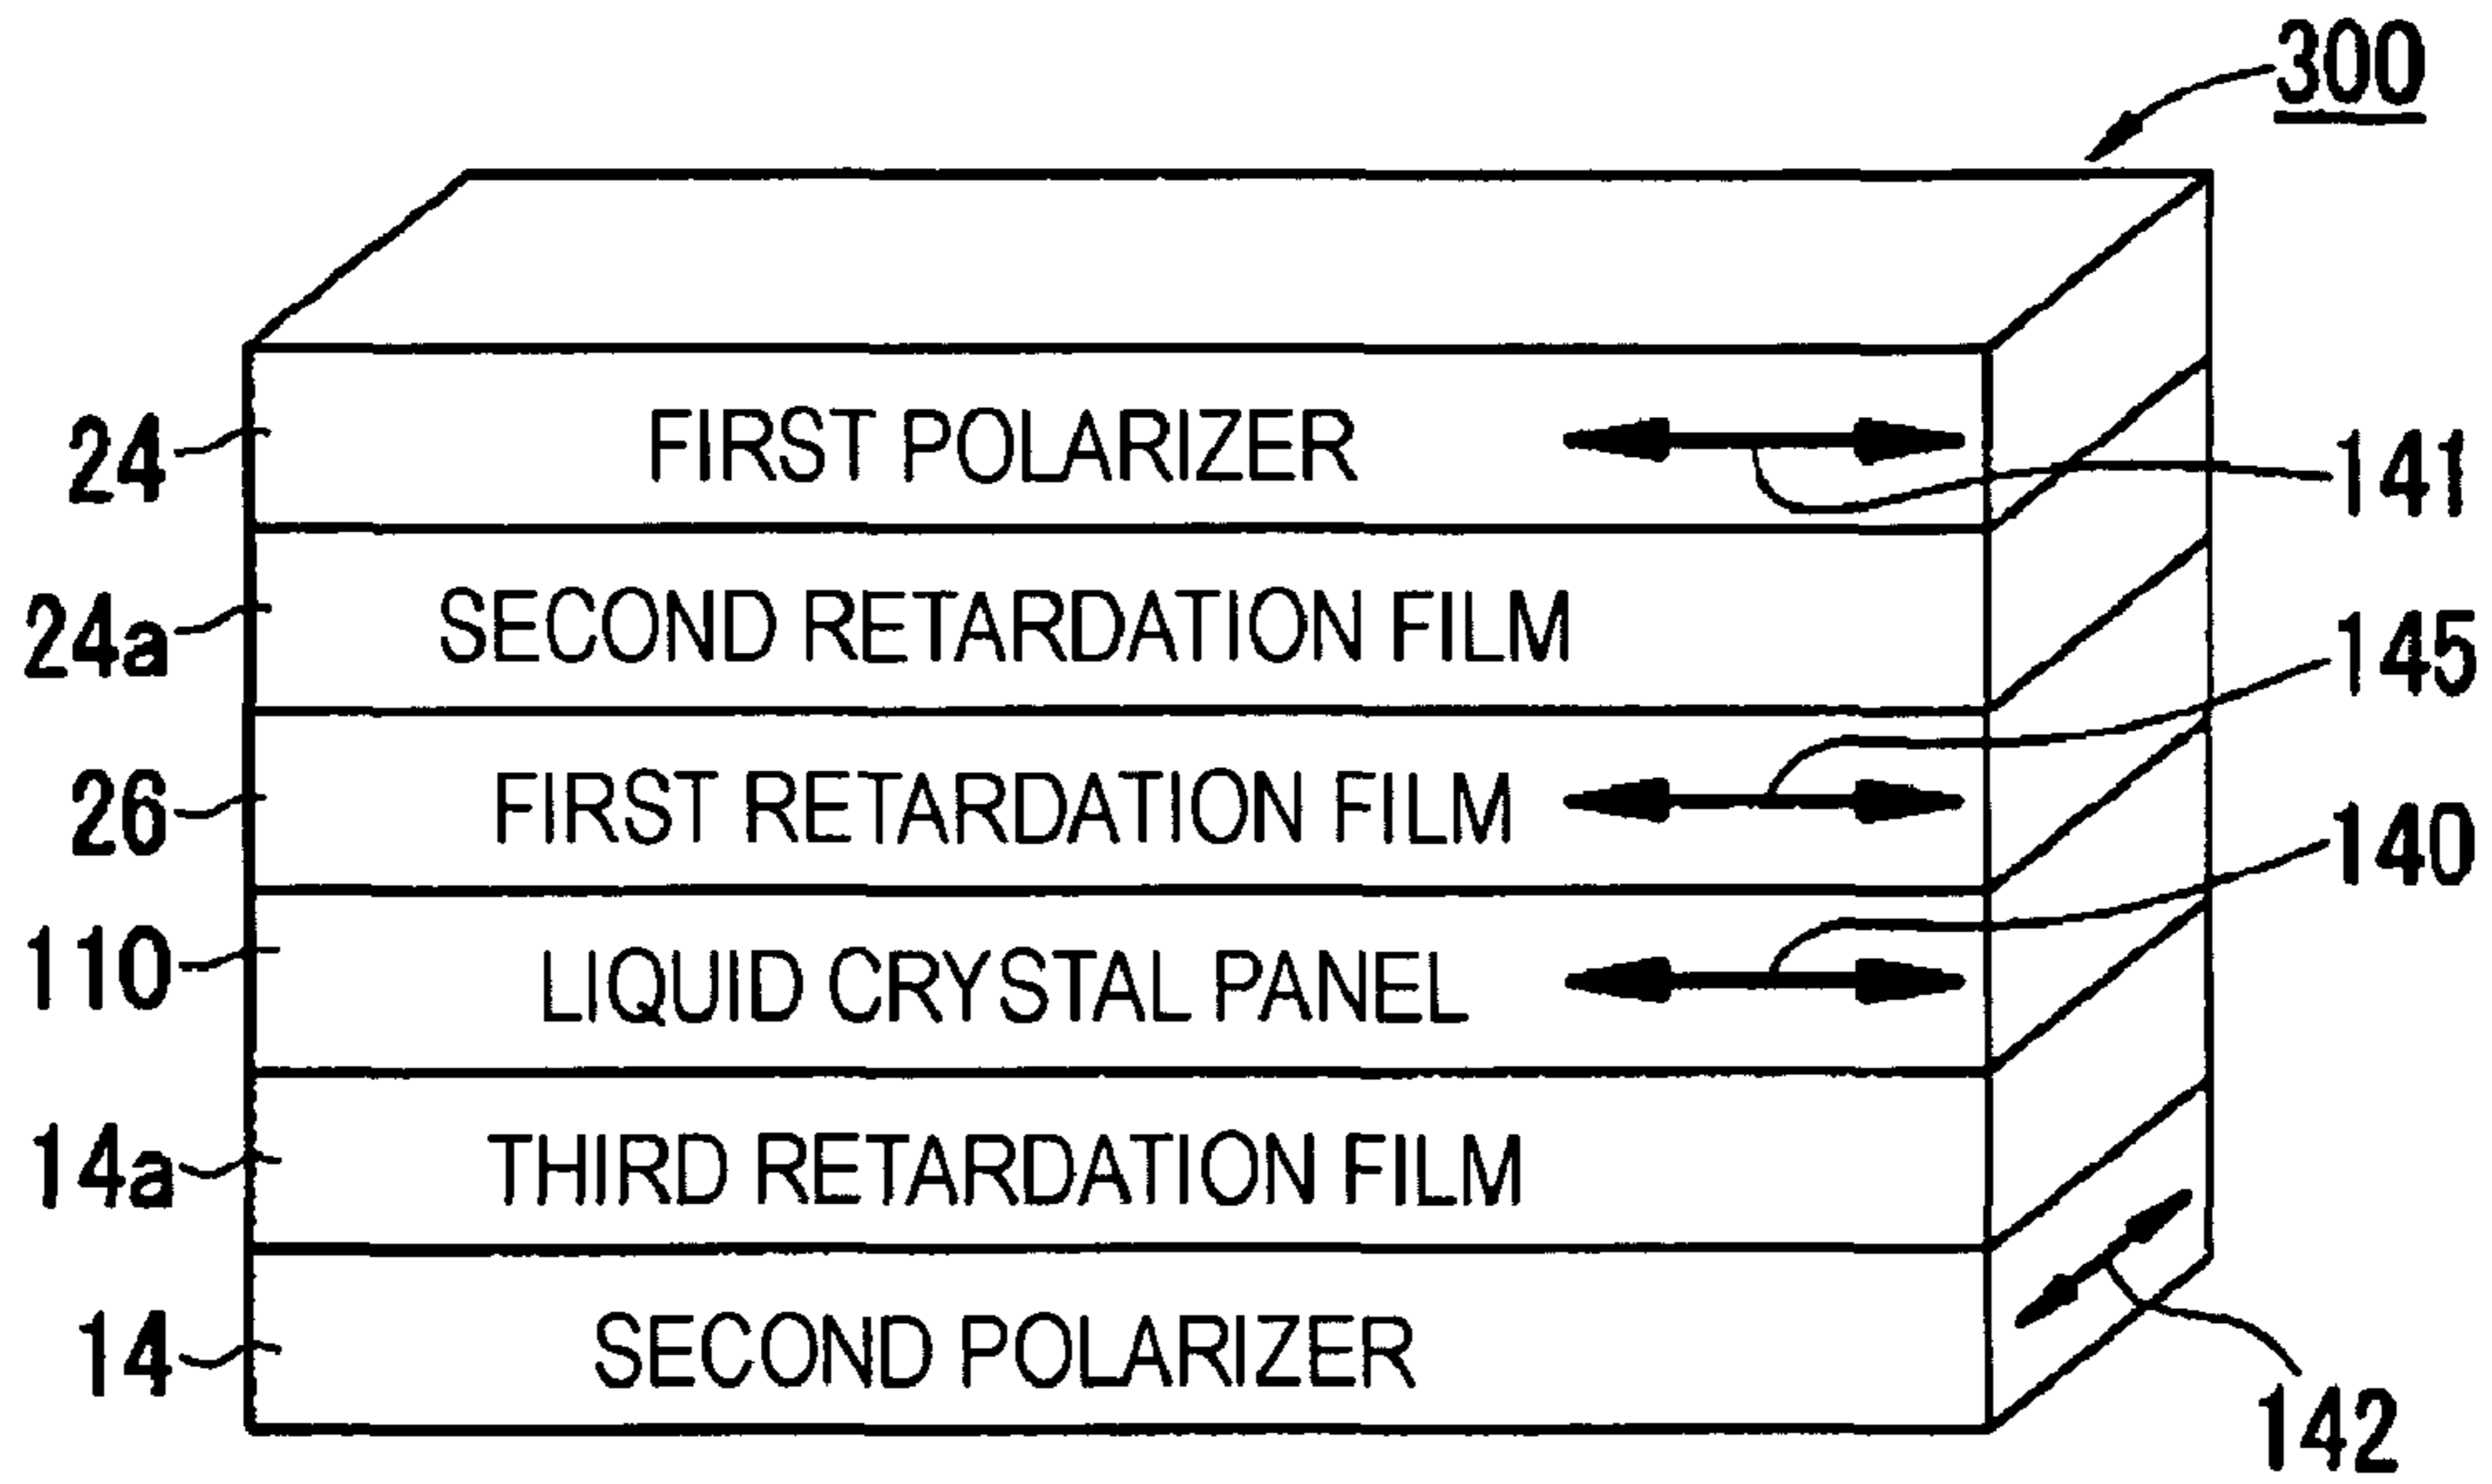 300
24 FIRST POLARIZER 141
24a SECOND RETARDATION FILM 145
26 FIRST RETARDATION FILM 140
110 LIQUID CRYSTAL PANEL
14a THIRD RETARDATION FILM
14 SECOND POLARIZER 142